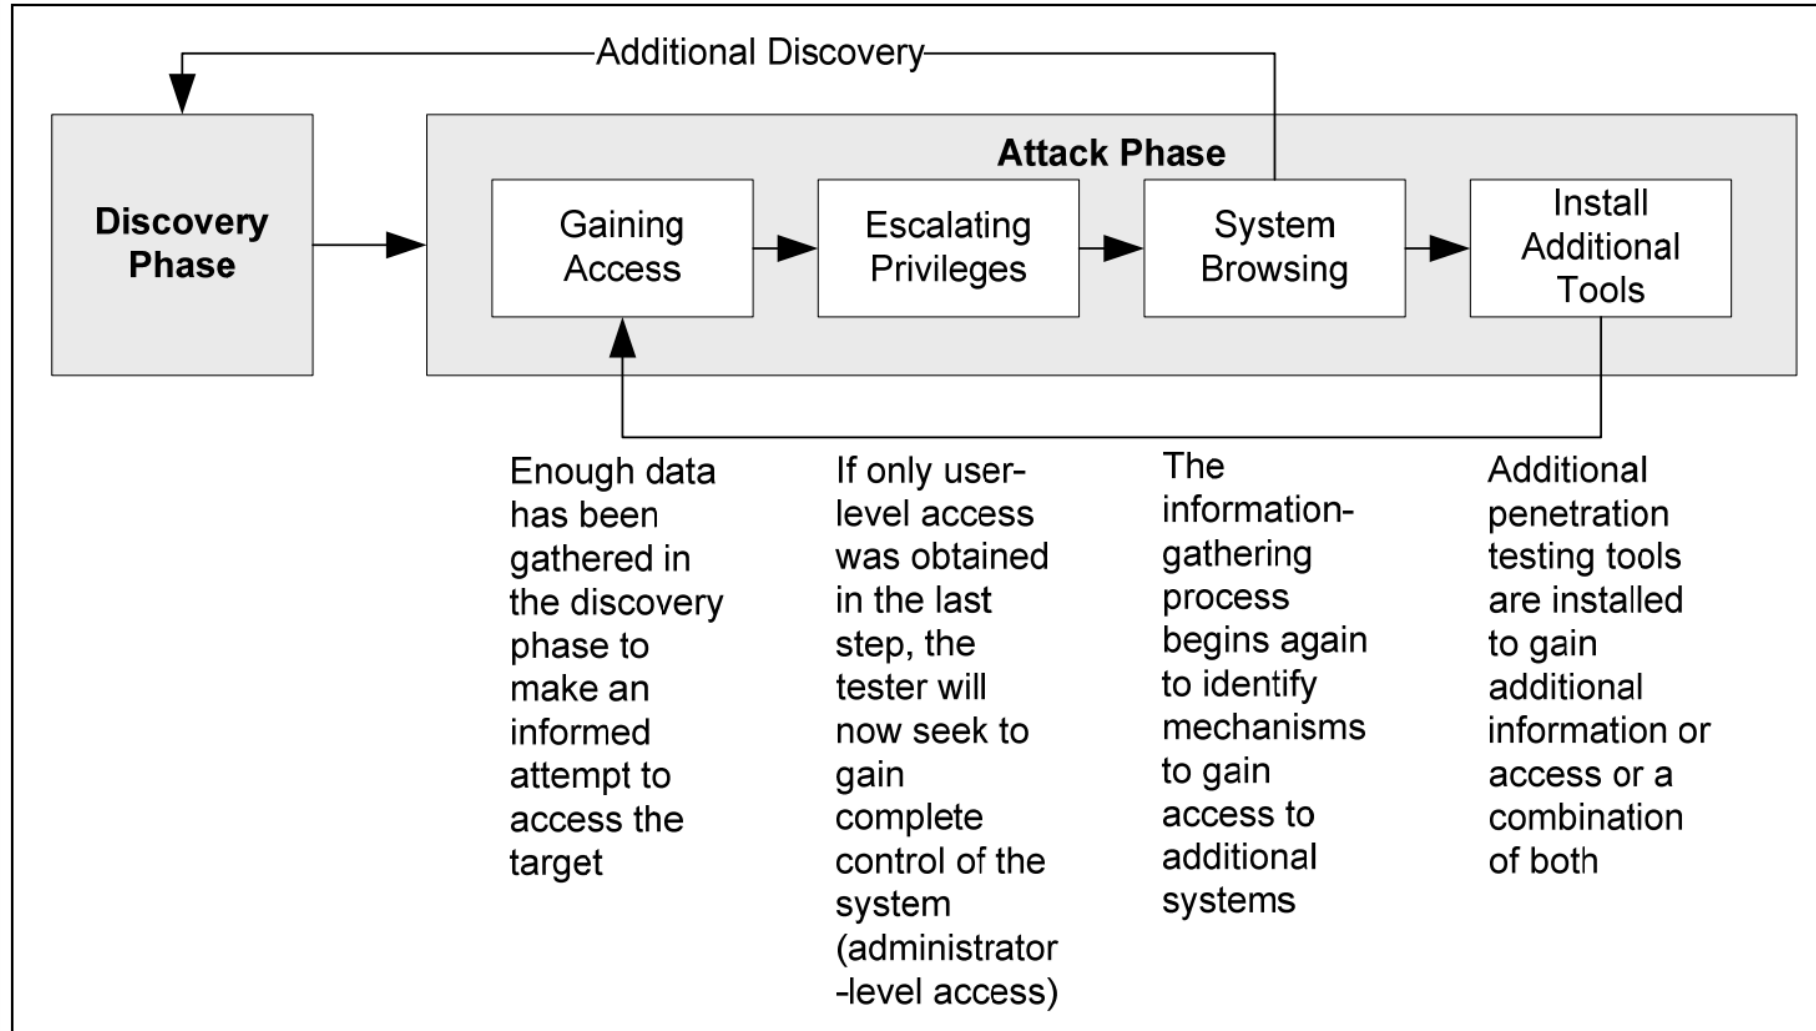 Additional Discovery
Attack Phase
Discovery
Phase
Gaining
Access
Escalating
Privileges
System
Browsing
Install
Additional
Tools
Enough data
has been
gathered in
the discovery
phase to
make an
informed
attempt to
access the
target
If only user-
level access
was obtained
in the last
step, the
tester will
now seek to
gain
complete
control of the
system
(administrator
-level access)
The
information-
gathering
process
begins again
to identify
mechanisms
to gain
access to
additional
systems
Additional
penetration
testing tools
are installed
to gain
additional
information or
access or a
combination
of both